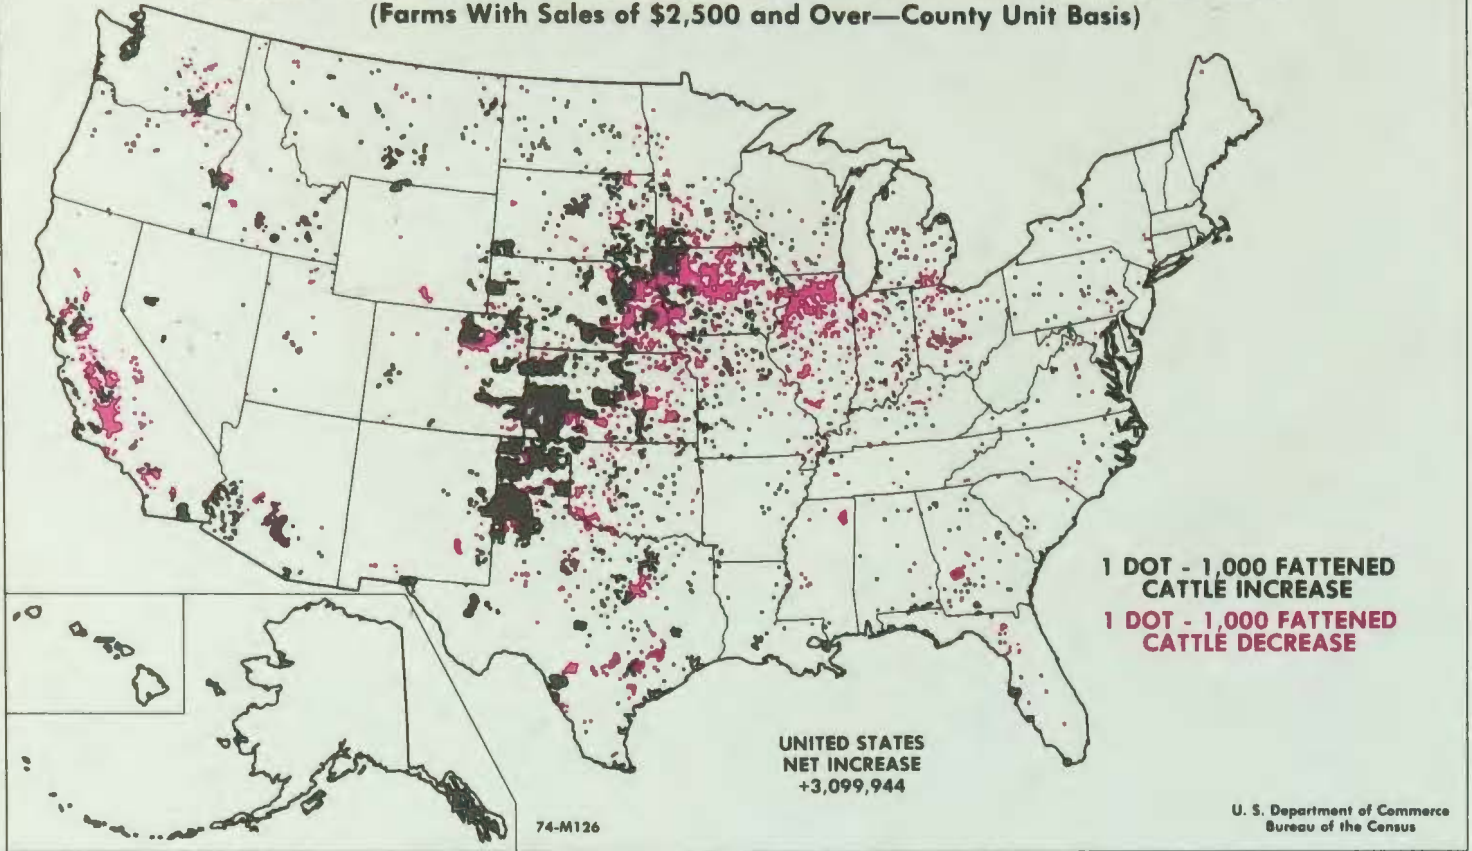 (Farms With Sales of $2,500 and Over—County Unit Basis)
1 DOT - 1,000 FATTENED
CATTLE INCREASE
1 DOT - 1,000 FATTENED
CATTLE DECREASE
UNITED STATES
NET INCREASE
+3,099,944
74-M126
U. S. Department of Commerce
Bureau of the Census